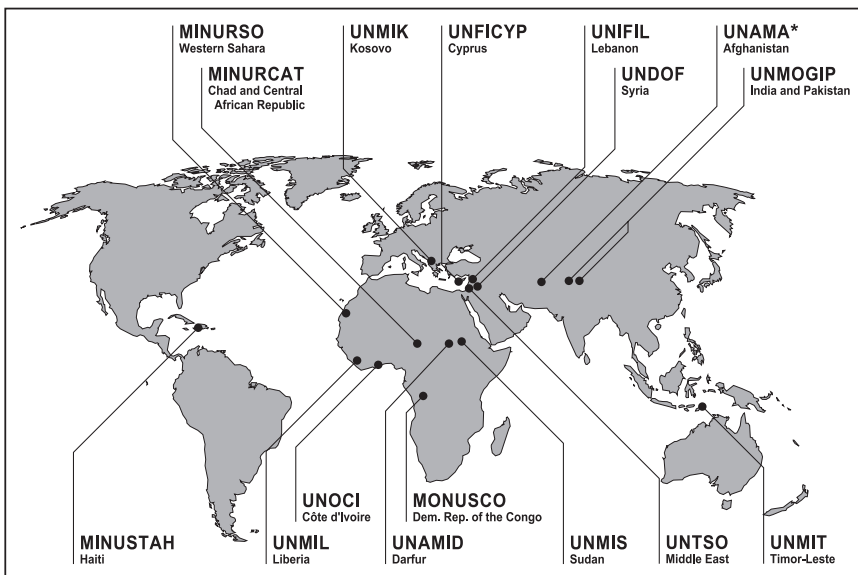 MINURSO
Western Sahara
UNMIK
Kosovo
UNFICYP
Cyprus
UNIFIL
Lebanon
UNAMA*
Afghanistan
MINURCAT
Chad and Central
African Republic
UNDOF
Syria
UNMOGIP
India and Pakistan
UNOCI
Côte d'Ivoire
MONUSCO
Dem. Rep. of the Congo
MINUSTAH
Haiti
UNMIL
Liberia
UNAMID
Darfur
UNMIS
Sudan
UNTSO
Middle East
UNMIT
Timor-Leste